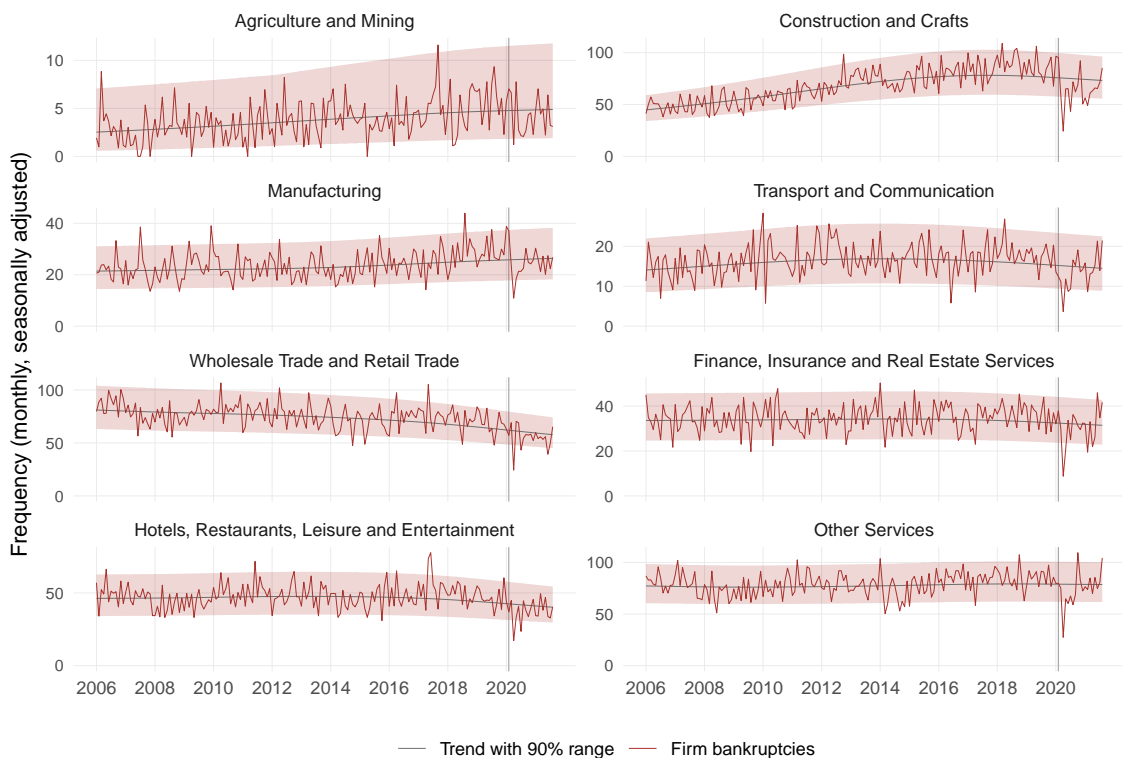 Agriculture and Mining
Construction and Crafts
10
5
0
100
50
0
Manufacturing
Transport and Communication
40
20
0
20
10
0
Wholesale Trade and Retail Trade
Finance, Insurance and Real Estate Services
100
50
0
40
20
0
Hotels, Restaurants, Leisure and Entertainment
Other Services
50
0
100
50
0
2006 2008 2010 2012 2014 2016 2018 2020
2006 2008 2010 2012 2014 2016 2018 2020
Frequency (monthly, seasonally adjusted)
Trend with 90% range Firm bankruptcies